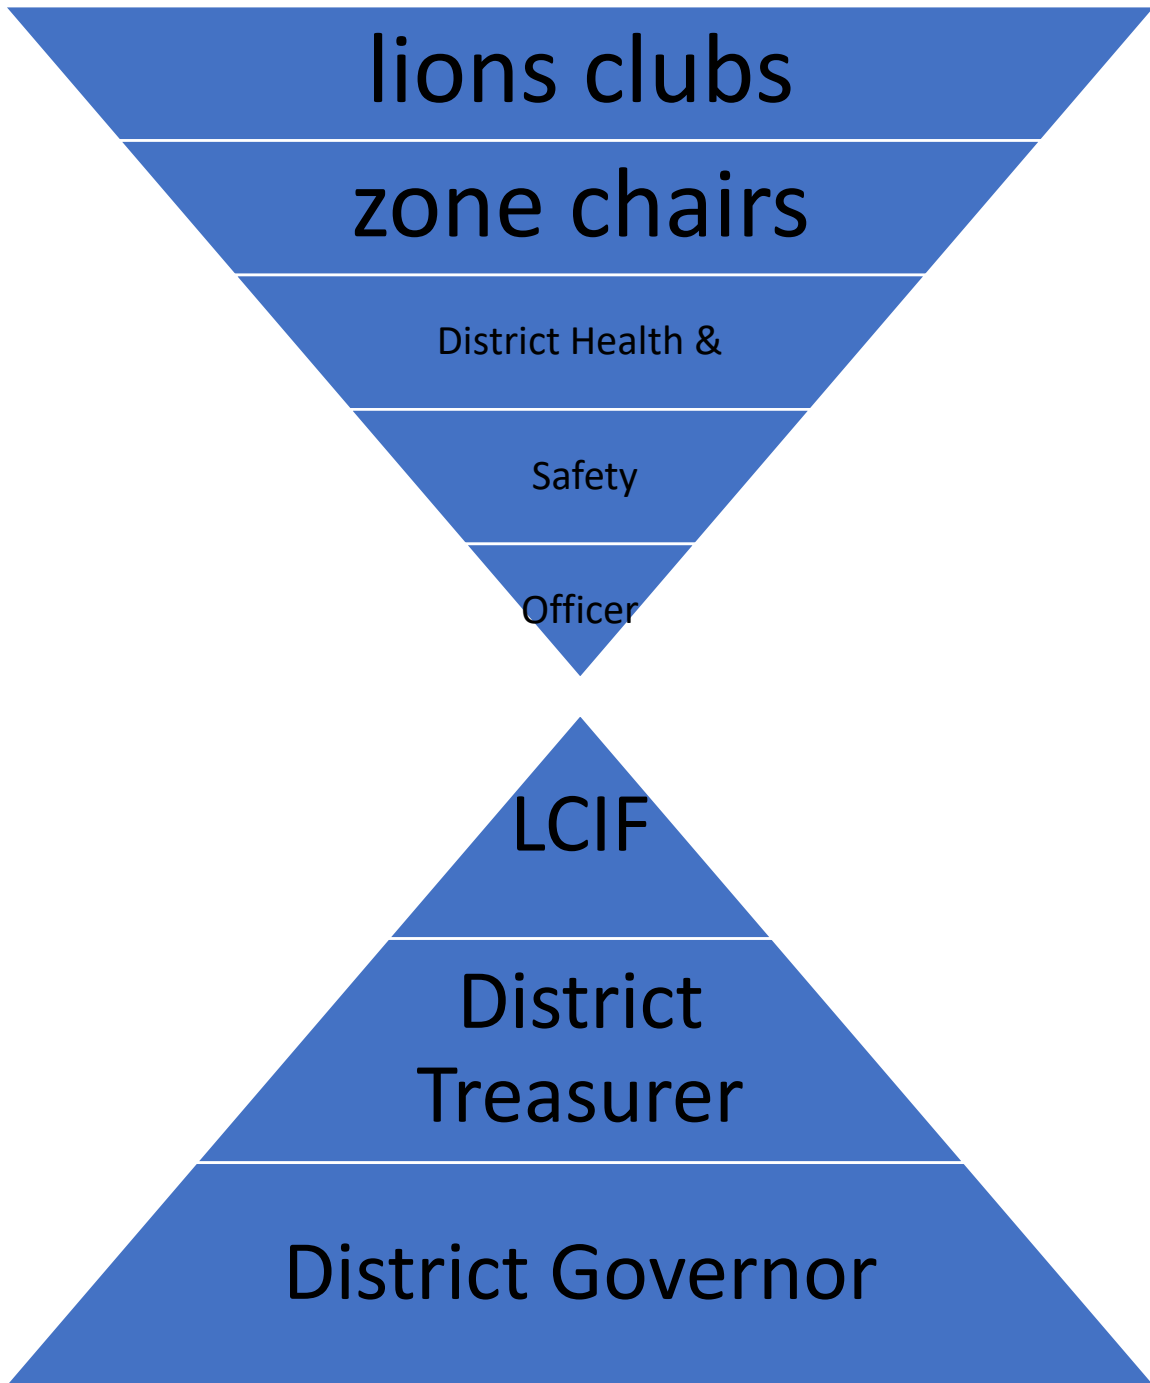 lions clubs
zone chairs
District Health &
Safety
Officer
LCIF
District
Treasurer
District Governor